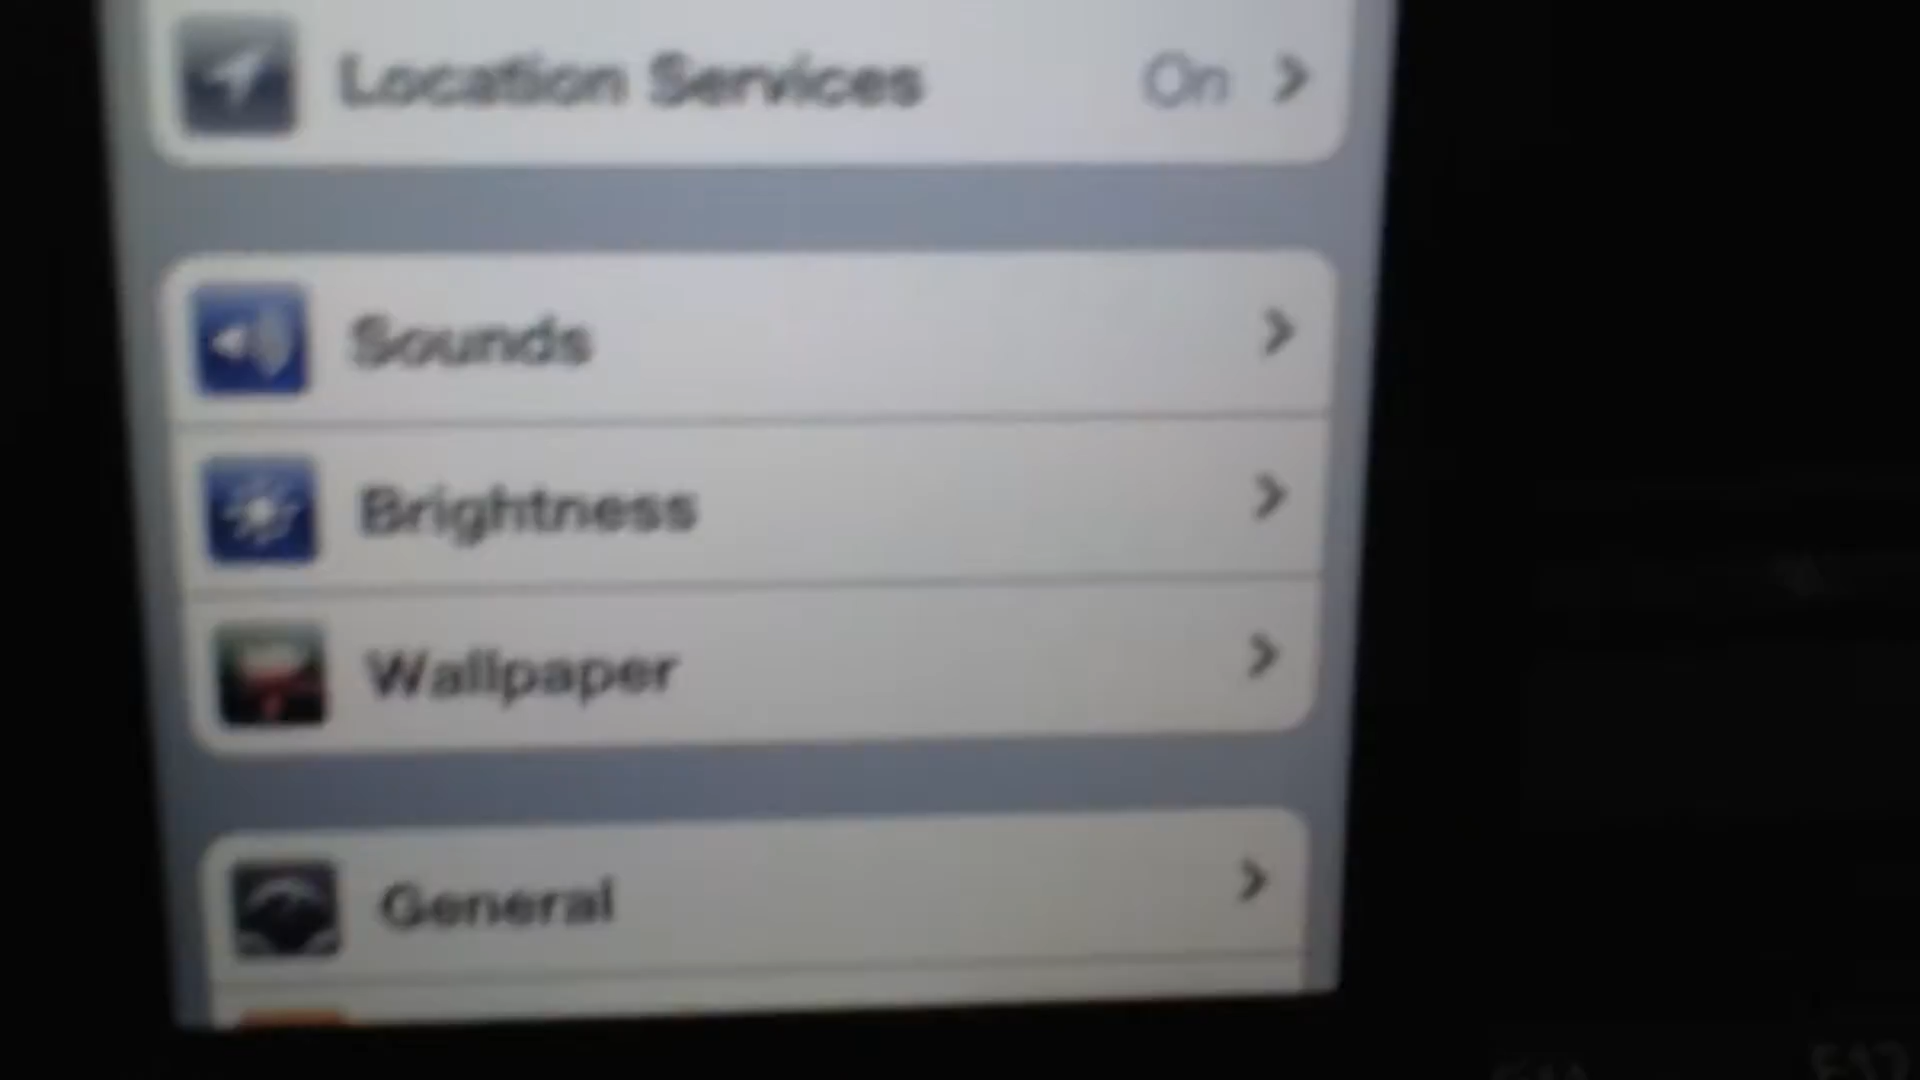 Location Services On
Sounds
Brightness
Wallpaper
General